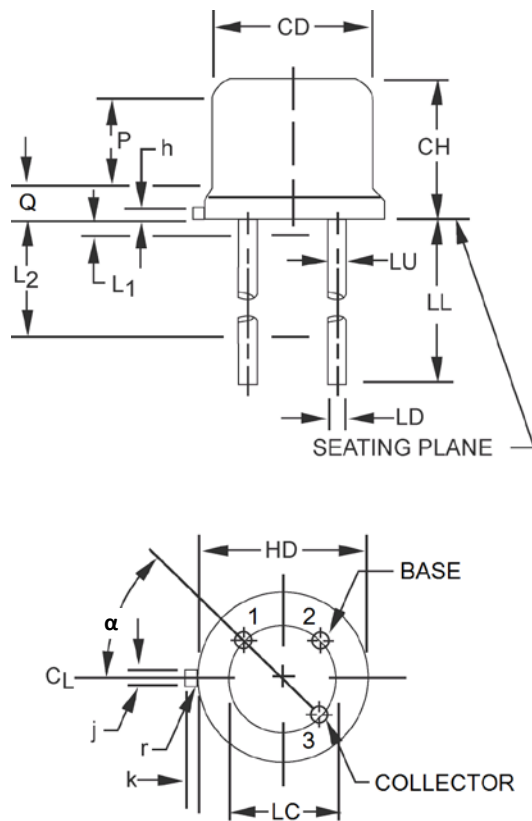 CD
P
h
CH
Q
L2
L1
LU
LL
LD
SEATING PLANE
HD
BASE
α
1
2
CL
j
r
3
k
COLLECTOR
LC